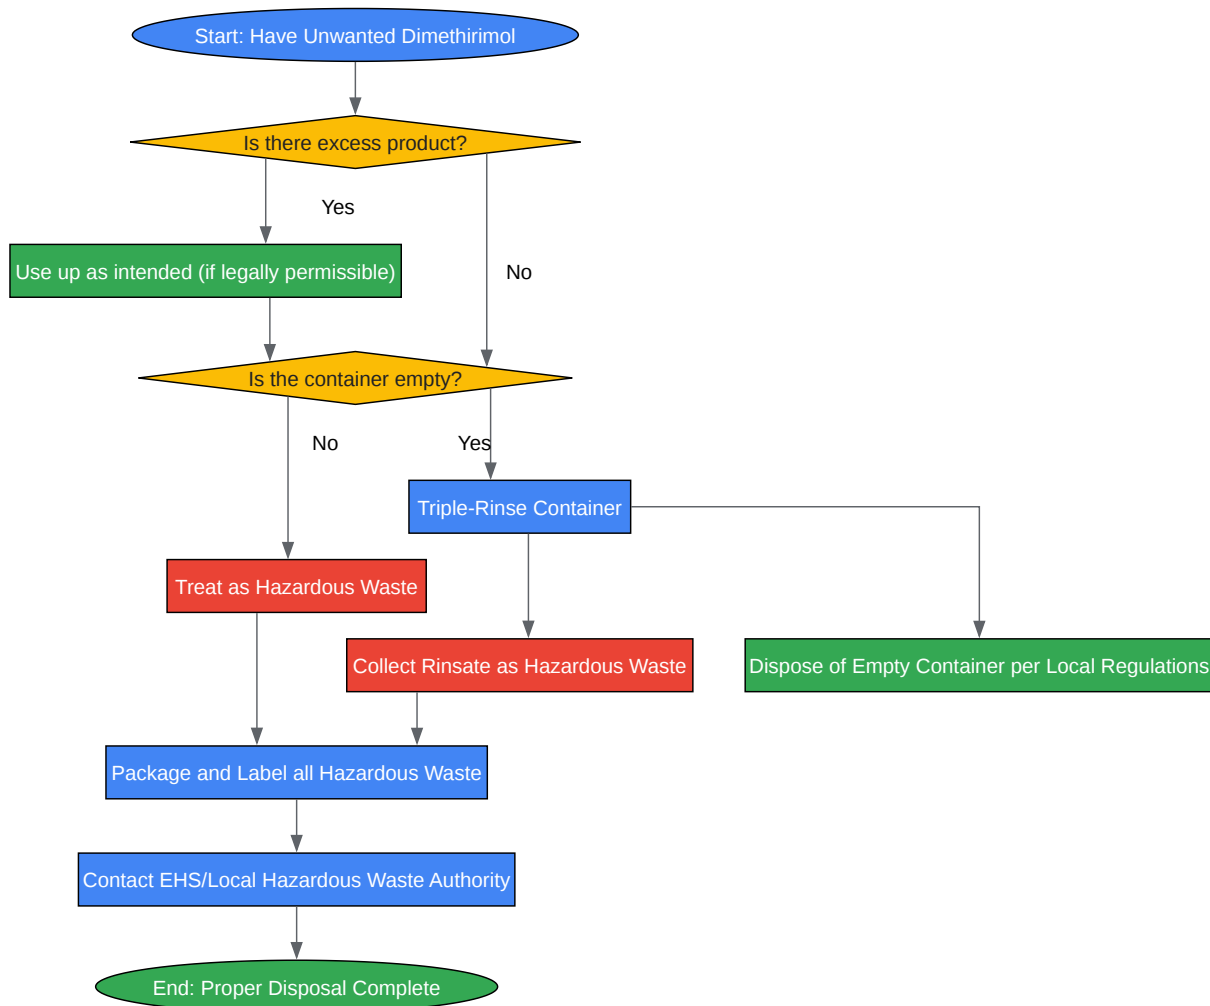 Start: Have Unwanted Dimethirimol
Is there excess product?
Yes
Use up as intended (if legally permissible)
No
Is the container empty?
No
Yes
Triple-Rinse Container
Treat as Hazardous Waste
Collect Rinsate as Hazardous Waste
Dispose of Empty Container per Local Regulations
Package and Label all Hazardous Waste
Contact EHS/Local Hazardous Waste Authority
End: Proper Disposal Complete